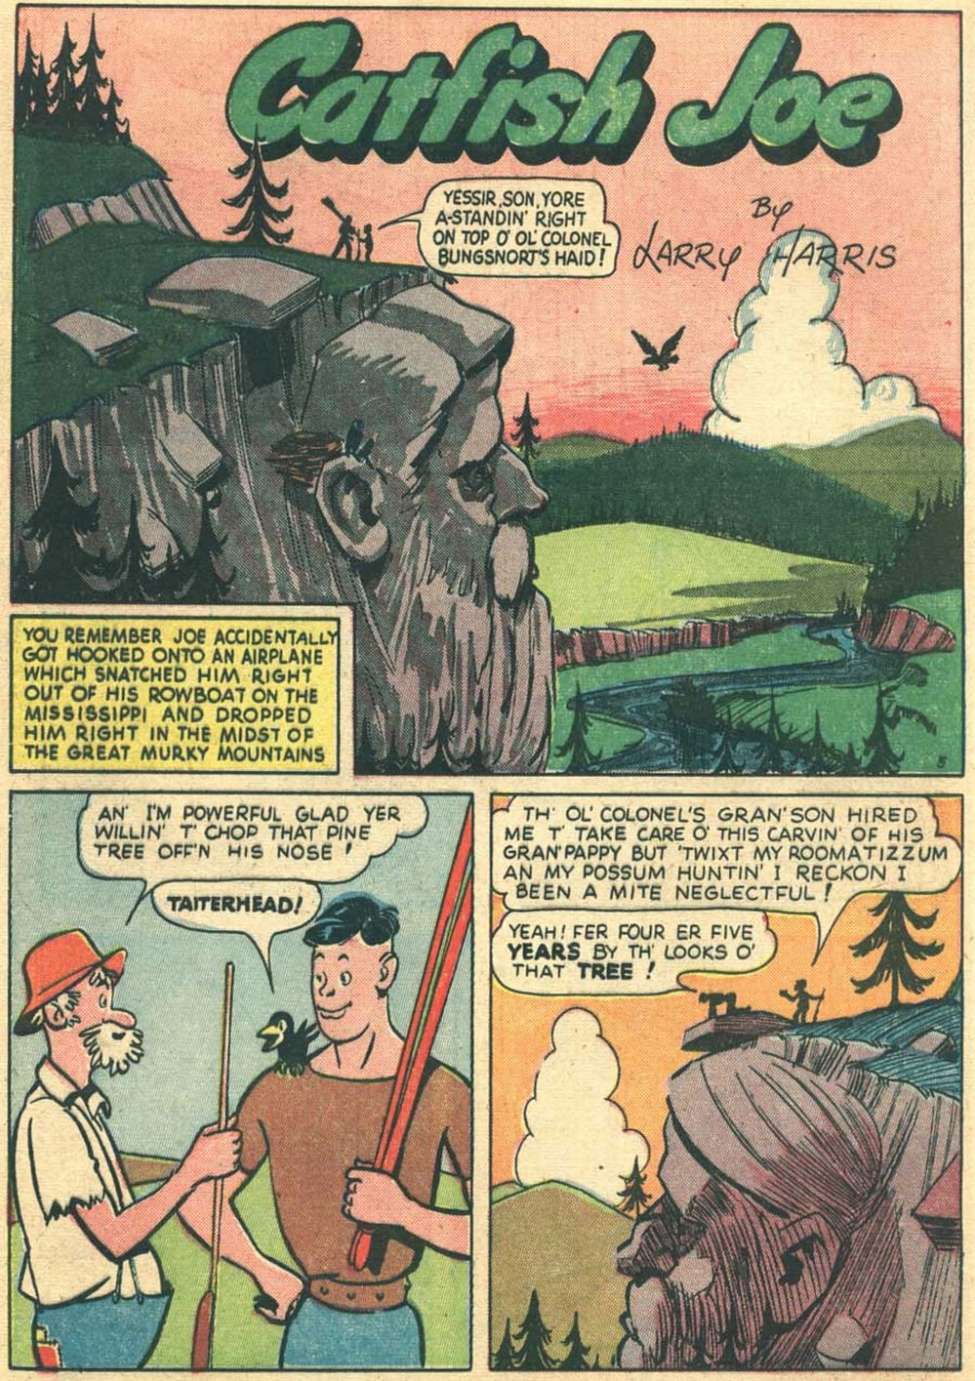 Catfish Joe
YESSIR, SON, YORE
A-STANDIN' RIGHT
ON TOP O' OL' COLONEL
BUNGSNORT'S HAID!
By
LARRY HARRIS
YOU REMEMBER JOE ACCIDENTALLY
GOT HOOKED ONTO AN AIRPLANE
WHICH SNATCHED HIM RIGHT
OUT OF HIS ROWBOAT ON THE
MISSISSIPPI AND DROPPED
HIM RIGHT IN THE MIDST OF
THE GREAT MURKY MOUNTAINS
AN' I'M POWERFUL GLAD YER
WILLIN' T' CHOP THAT PINE
TREE OFF'N HIS NOSE!
TAITERHEAD!
TH' OL' COLONEL'S GRAN'SON HIRED
ME T' TAKE CARE O' THIS CARVIN' OF HIS
GRAN'PAPPY BUT 'TWIXT MY ROOMATIZZUM
AN MY POSSUM HUNTIN' I RECKON I
BEEN A MITE NEGLECTFUL!
YEAH! FER FOUR ER FIVE
YEARS BY TH' LOOKS O'
THAT TREE!